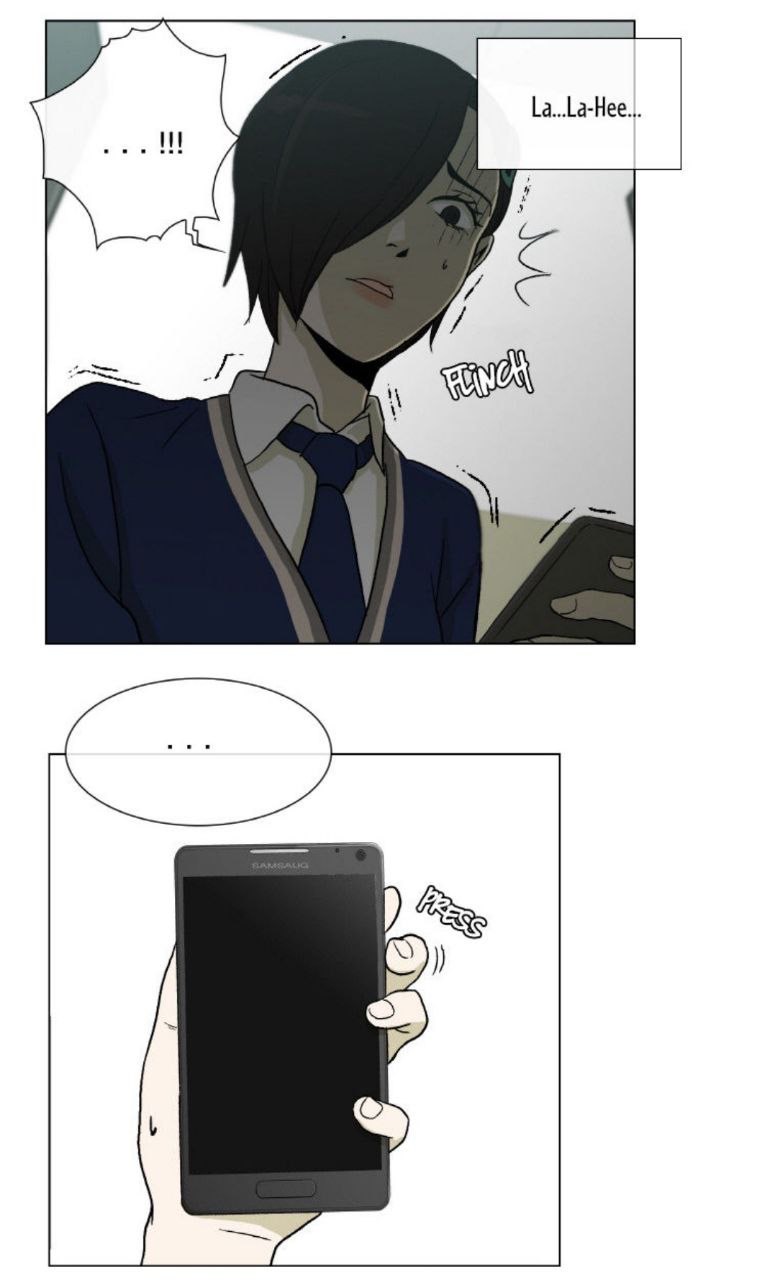 . . . !!!
La...La-Hee...
FLINCH
. . .
SAMSAUG
PRESS